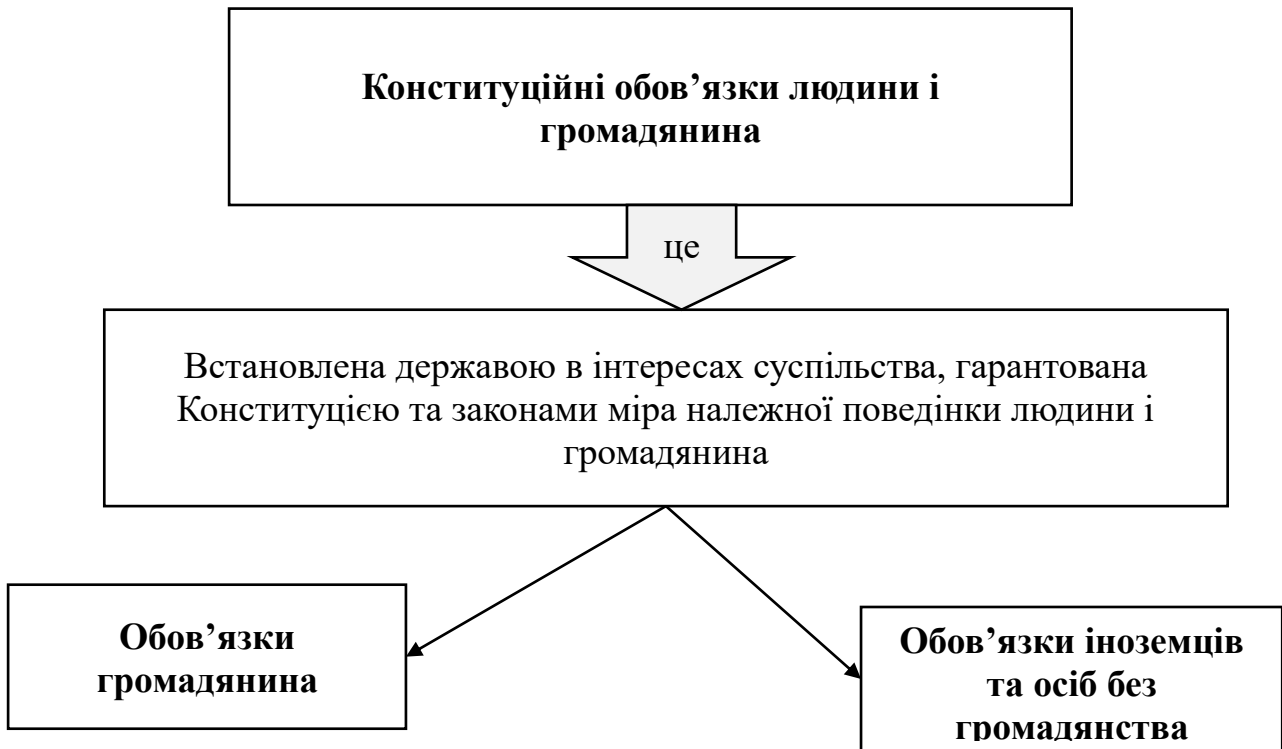 Конституційні обов’язки людини і
громадянина
це
Встановлена державою в інтересах суспільства, гарантована
Конституцією та законами міра належної поведінки людини і
громадянина
Обов’язки
громадянина
Обов’язки іноземців
та осіб без
громадянства